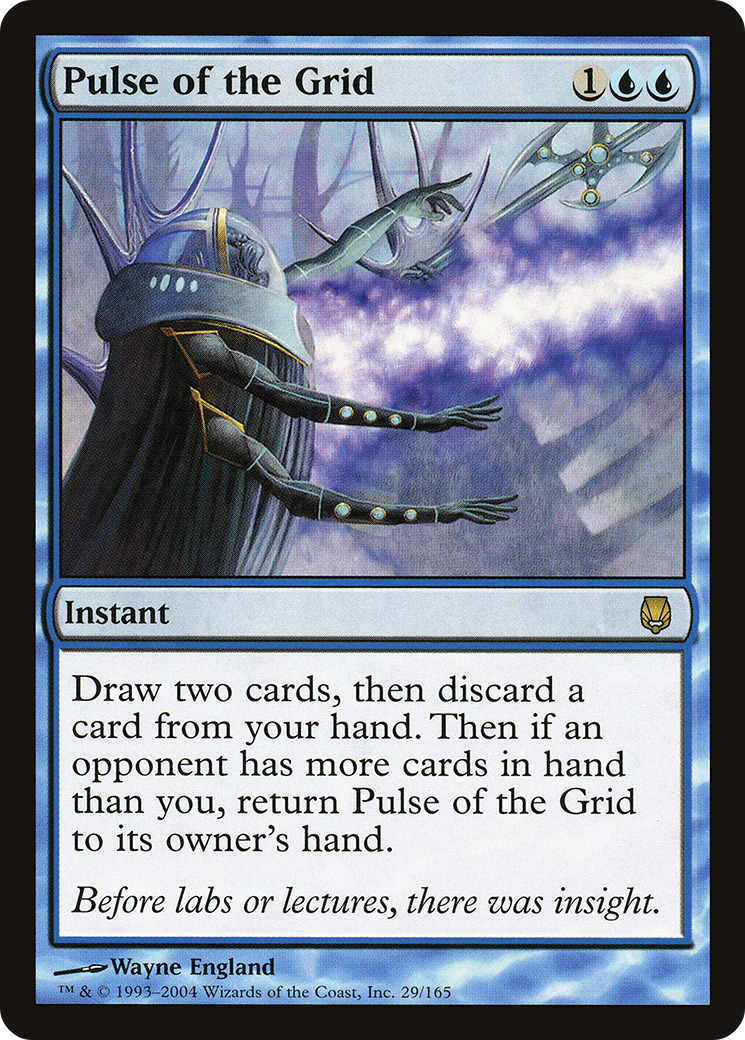 Pulse of the Grid 1
Instant
Draw two cards, then discard a
card from your hand. Then if an
opponent has more cards in hand
than you, return Pulse of the Grid
to its owner's hand.
Before labs or lectures, there was insight.
Wayne England
™ & © 1993–2004 Wizards of the Coast, Inc. 29/165